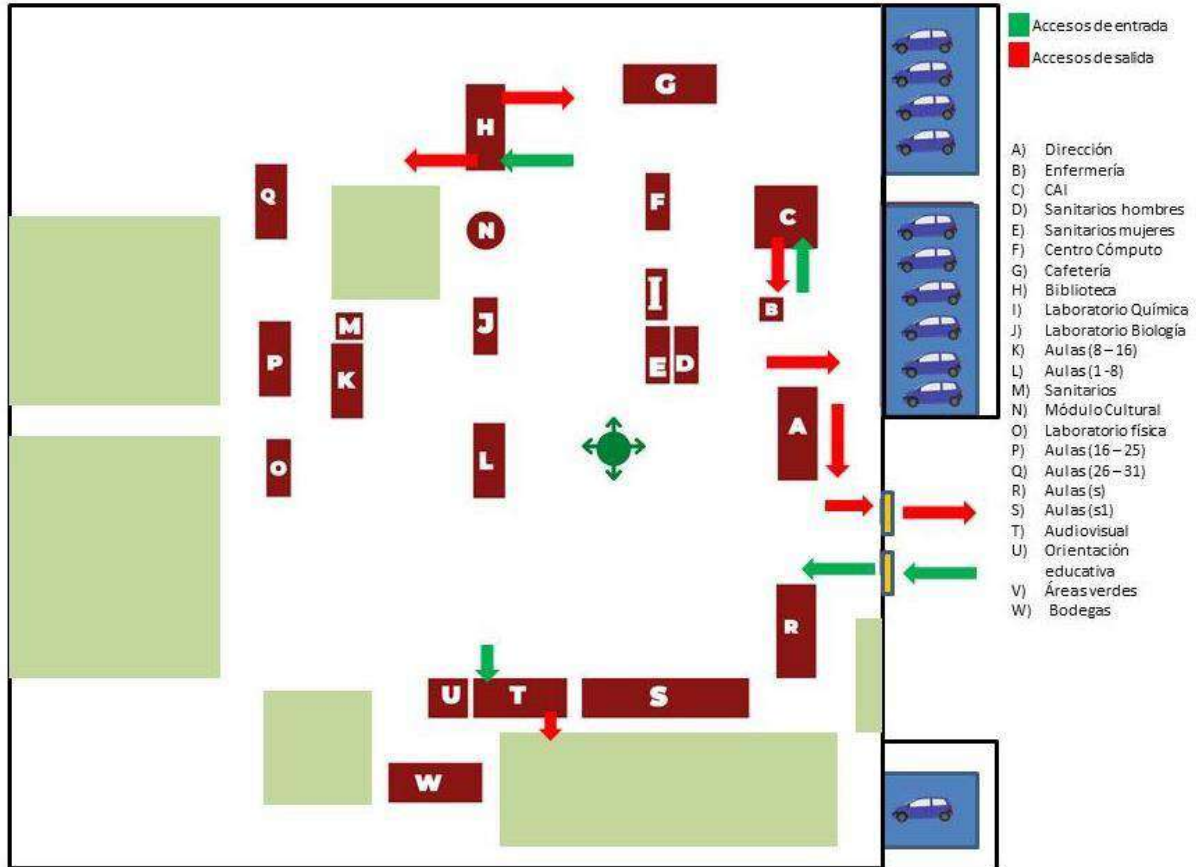 Accesos de entrada
Accesos de salida
A) Dirección
B) Enfermería
C) CAI
D) Sanitarios hombres
E) Sanitarios mujeres
F) Centro Cómputo
G) Cafetería
H) Biblioteca
I) Laboratorio Química
J) Laboratorio Biología
K) Aulas (8 – 16)
L) Aulas (1 -8)
M) Sanitarios
N) Módulo Cultural
O) Laboratorio física
P) Aulas (16 – 25)
Q) Aulas (26 – 31)
R) Aulas (s)
S) Aulas (s1)
T) Audiovisual
U) Orientación
educativa
V) Áreas verdes
W) Bodegas
G
H
Q
F
C
N
I
B
J
M
P
K
E
D
A
L
O
R
U
T
S
W